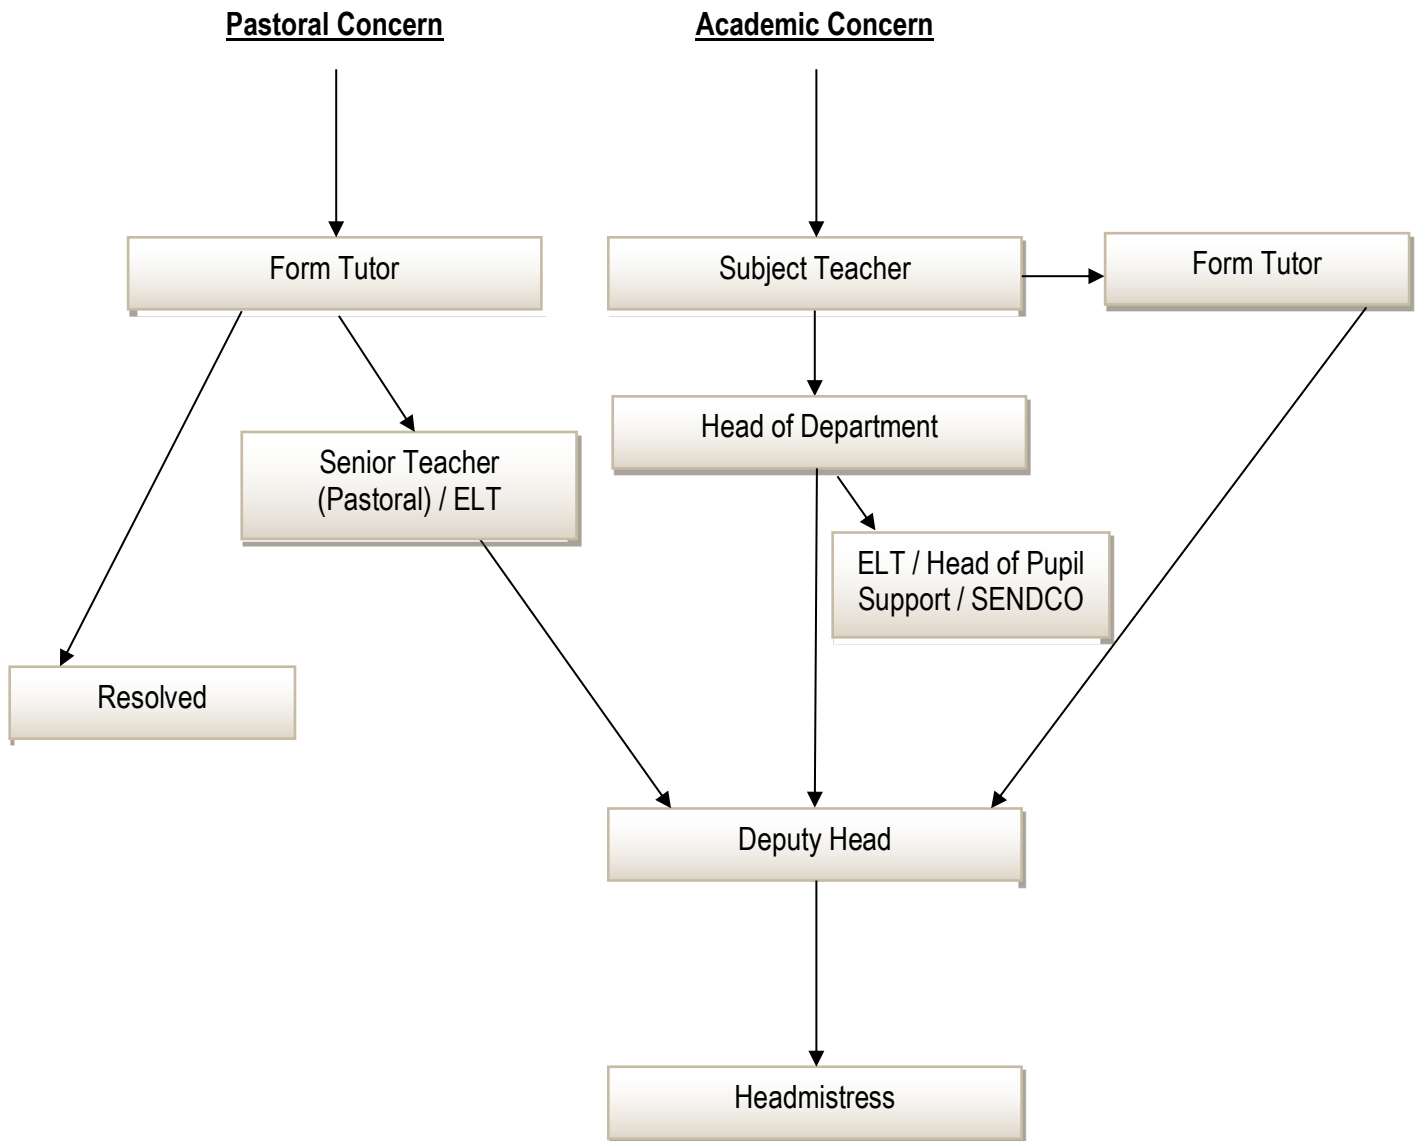 Pastoral Concern
Academic Concern
Form Tutor
Subject Teacher
Form Tutor
Head of Department
Senior Teacher
(Pastoral) / ELT
ELT / Head of Pupil
Support / SENDCO
Resolved
Deputy Head
Headmistress